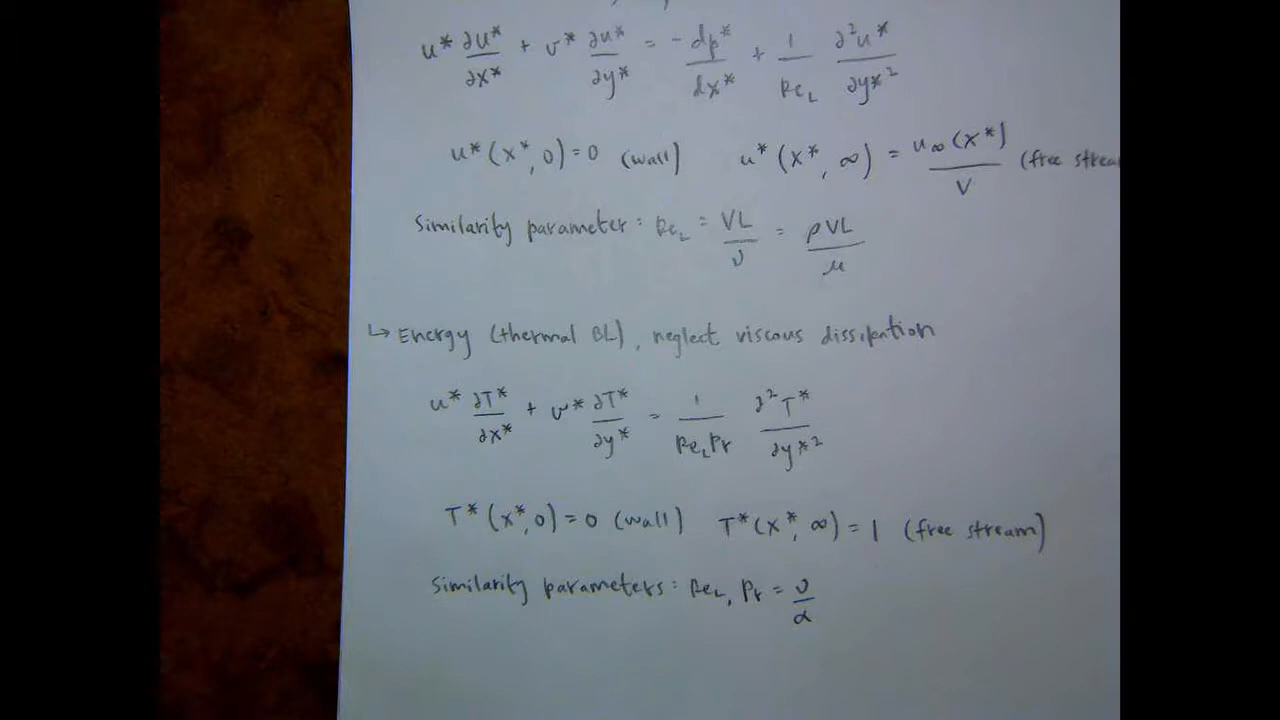 u* ∂u*/∂x* + v* ∂u*/∂y* = - dp*/dx* + 1/Re_L ∂²u*/∂y*²
u*(x*, 0) = 0 (wall) u*(x*, ∞) = u∞(x*)/V (free strea
Similarity parameter: Re_L = VL/ν = ρVL/μ
↳ Energy (thermal BL), neglect viscous dissipation
u* ∂T*/∂x* + v* ∂T*/∂y* = 1/Re_L Pr ∂²T*/∂y*²
T*(x*, 0) = 0 (wall) T*(x*, ∞) = 1 (free stream)
Similarity parameters: Re_L, Pr = ν/α